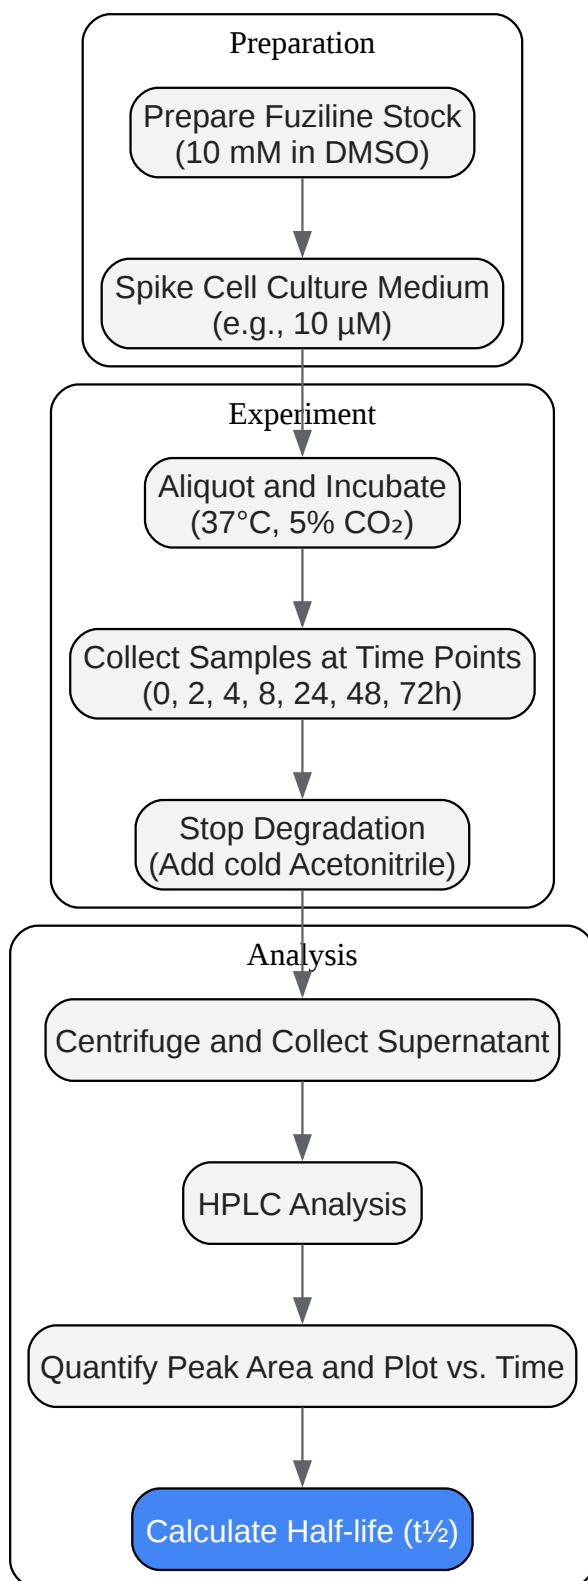 Preparation
Prepare Fuziline Stock
(10 mM in DMSO)
Spike Cell Culture Medium
(e.g., 10 µM)
Experiment
Aliquot and Incubate
(37°C, 5% CO₂)
Collect Samples at Time Points
(0, 2, 4, 8, 24, 48, 72h)
Stop Degradation
(Add cold Acetonitrile)
Analysis
Centrifuge and Collect Supernatant
HPLC Analysis
Quantify Peak Area and Plot vs. Time
Calculate Half-life (t½)